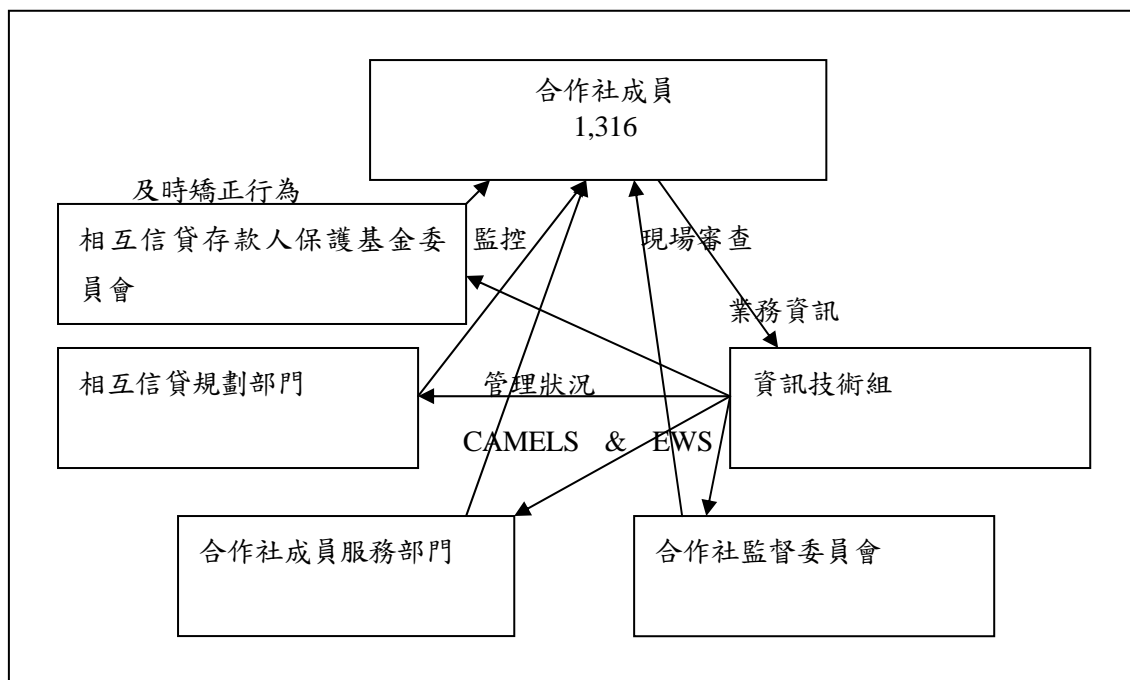 合作社成員
1,316
及時矯正行為
相互信貸存款人保護基金委
員會
監控
現場審查
業務資訊
相互信貸規劃部門
管理狀況
資訊技術組
CAMELS & EWS
合作社成員服務部門
合作社監督委員會